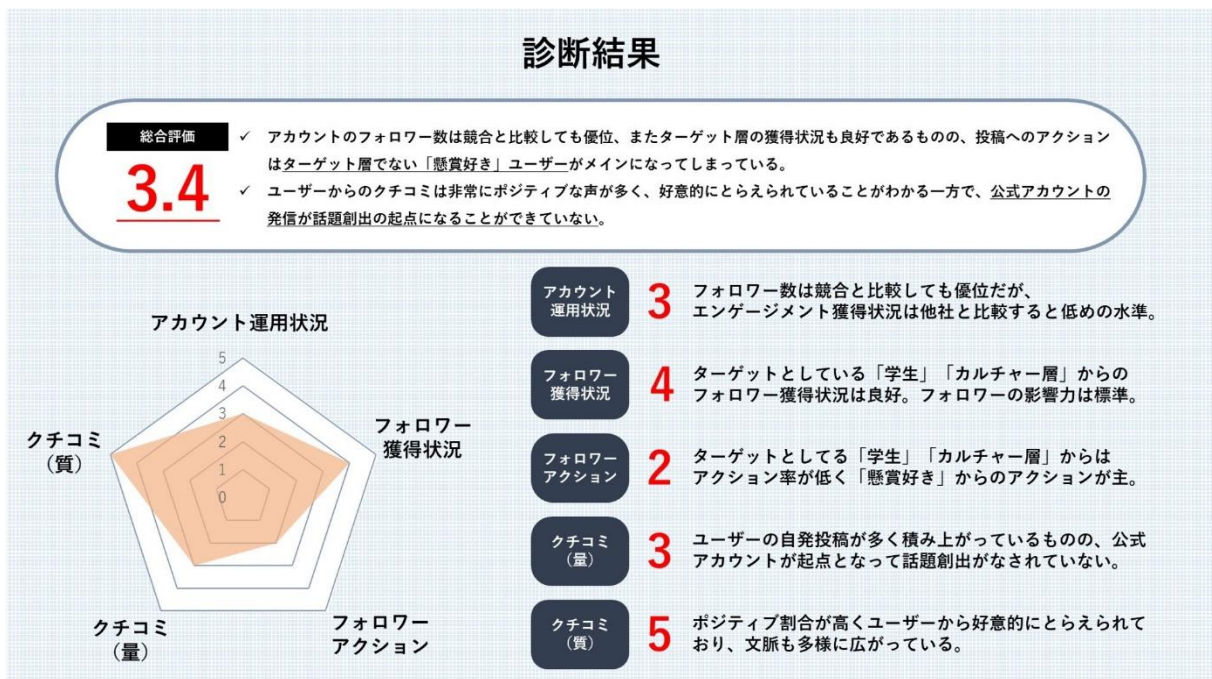 診断結果
総合評価
3.4
✓ アカウントのフォロワー数は競合と比較しても優位、またターゲット層の獲得状況も良好であるものの、投稿へのアクション
はターゲット層でない「懸賞好き」ユーザーがメインになってしまっている。
✓ ユーザーからのクチコミは非常にポジティブな声が多く、好意的にとらえられていることがわかる一方で、公式アカウントの
発信が話題創出の起点になることができていない。
アカウント運用状況
5
4
3
2
1
0
フォロワー
獲得状況
フォロワー
アクション
クチコミ
(量)
クチコミ
(質)
アカウント
運用状況
3
フォロワー数は競合と比較しても優位だが、
エンゲージメント獲得状況は他社と比較すると低めの水準。
フォロワー
獲得状況
4
ターゲットとしている「学生」「カルチャー層」からの
フォロワー獲得状況は良好。フォロワーの影響力は標準。
フォロワー
アクション
2
ターゲットとしてる「学生」「カルチャー層」からは
アクション率が低く「懸賞好き」からのアクションが主。
クチコミ
(量)
3
ユーザーの自発投稿が多く積み上がっているものの、公式
アカウントが起点となって話題創出がなされていない。
クチコミ
(質)
5
ポジティブ割合が高くユーザーから好意的にとらえられて
おり、文脈も多様に広がっている。